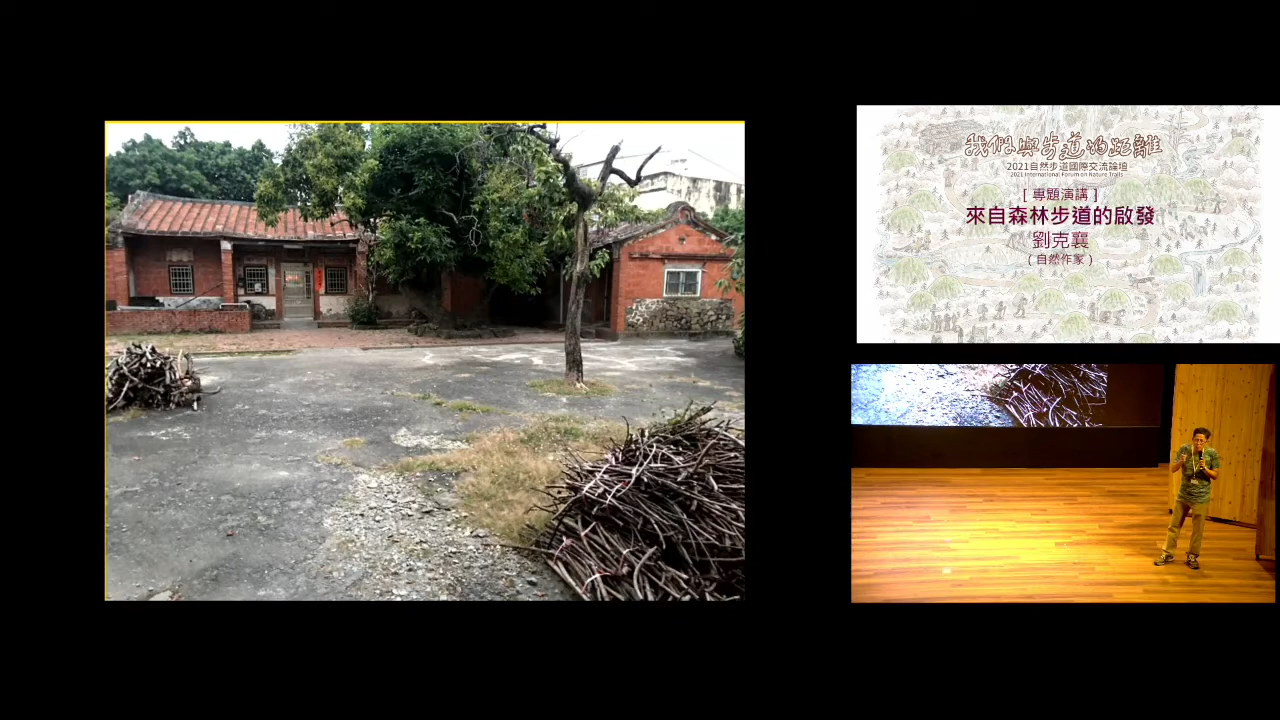 我們與步道的距離
2021自然步道國際交流論壇
2021 International Forum on Nature Trails
[ 專題演講 ]
來自森林步道的啟發
劉克襄
( 自然作家 )